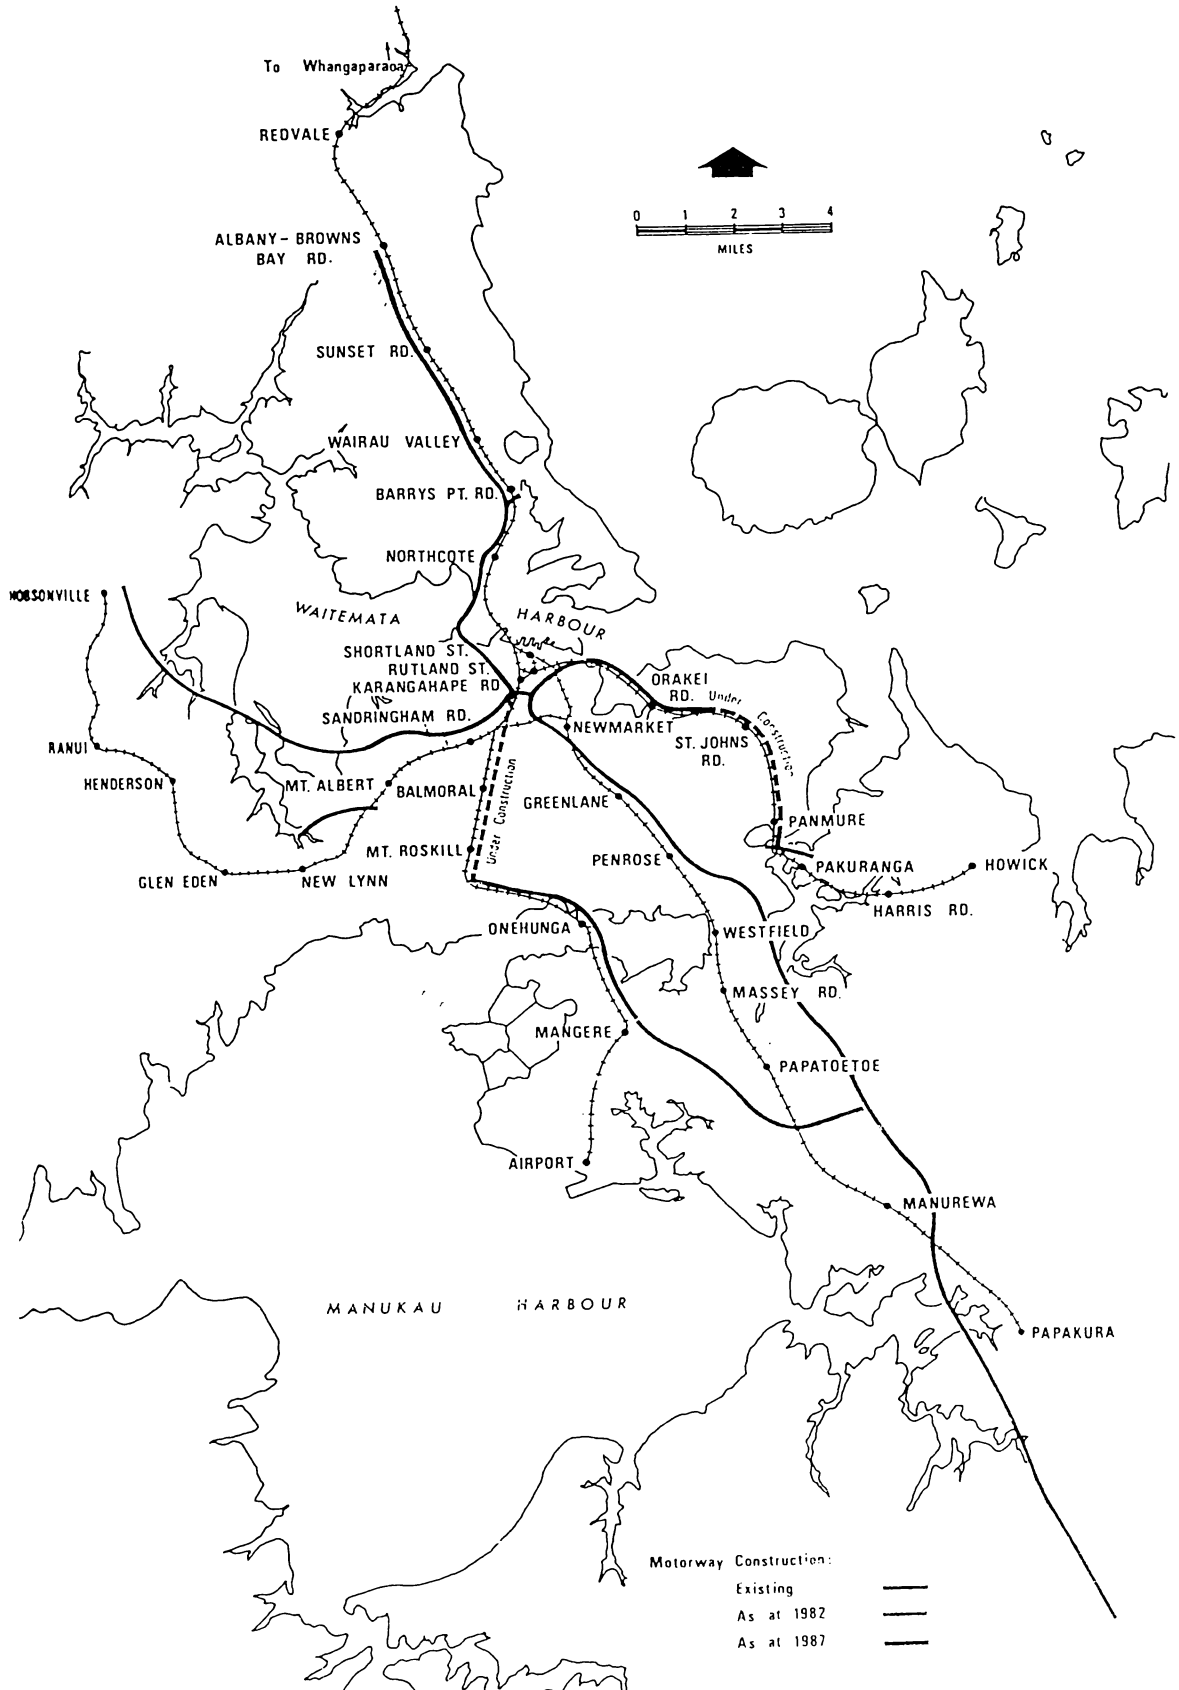 To Whangaparaoa
REDVALE
0 1 2 3 4
MILES
ALBANY-BROWNS
BAY RD.
SUNSET RD.
WAIRAU VALLEY
BARRYS PT. RD.
NORTHCOTE
HOBSONVILLE
WAITEMATA HARBOUR
SHORTLAND ST.
RUTLAND ST.
KARANGAHAPE RD
ORAKEI
RD.
Under Construction
SANDRINGHAM RD.
NEWMARKET
ST. JOHNS
RD.
RANUI
HENDERSON
MT. ALBERT
BALMORAL
Under Construction
GREENLANE
PANMURE
MT. ROSKILL
PENROSE
PAKURANGA
HOWICK
GLEN EDEN
NEW LYNN
HARRIS RD.
ONEHUNGA
WESTFIELD
MASSEY RD.
MANGERE
PAPATOETOE
AIRPORT
MANUREWA
MANUKAU HARBOUR
PAPAKURA
Motorway Construction:
Existing
As at 1982
As at 1987